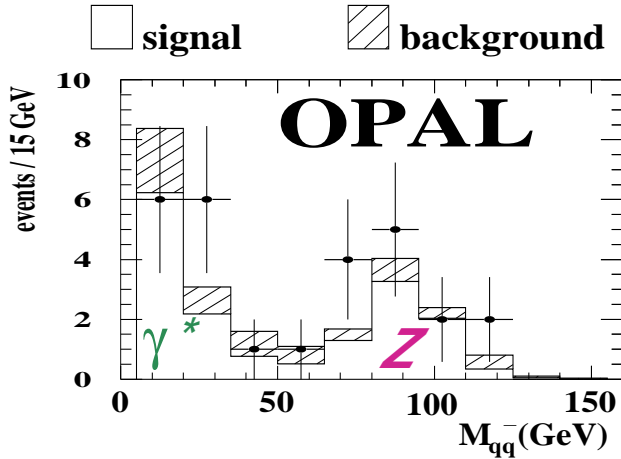 signal background
OPAL
events / 15 GeV
10
8
6
4
2
0
γ* Z
0 50 100 150
M_qq̄ (GeV)